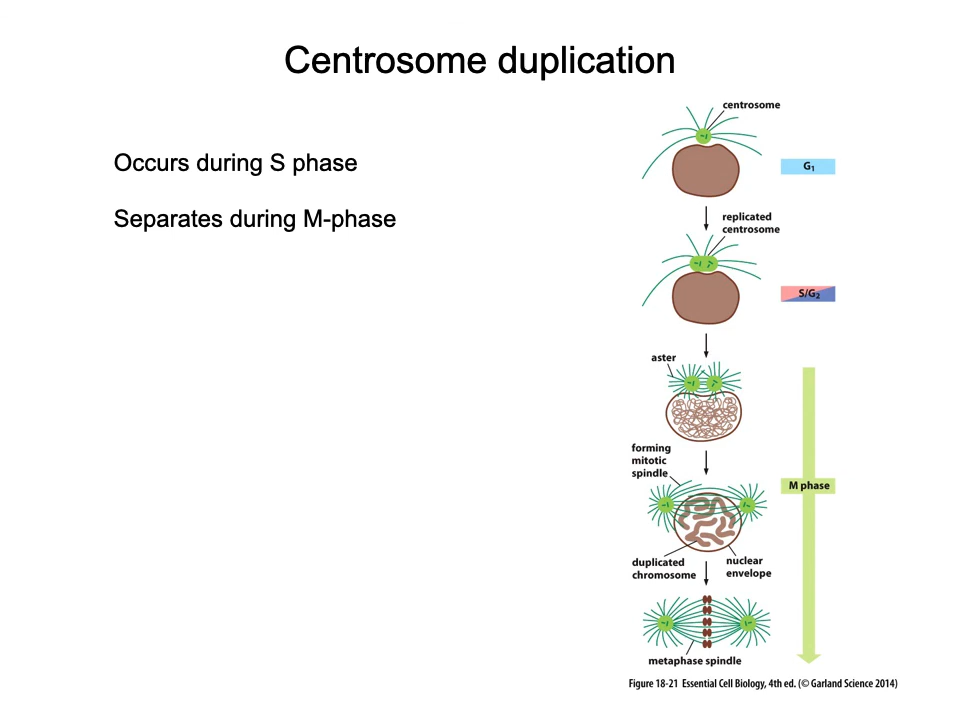 Centrosome duplication
Occurs during S phase
Separates during M-phase
centrosome
G1
replicated
centrosome
S/G2
aster
forming
mitotic
spindle
M phase
duplicated
chromosome
nuclear
envelope
metaphase spindle
Figure 18-21 Essential Cell Biology, 4th ed. (© Garland Science 2014)